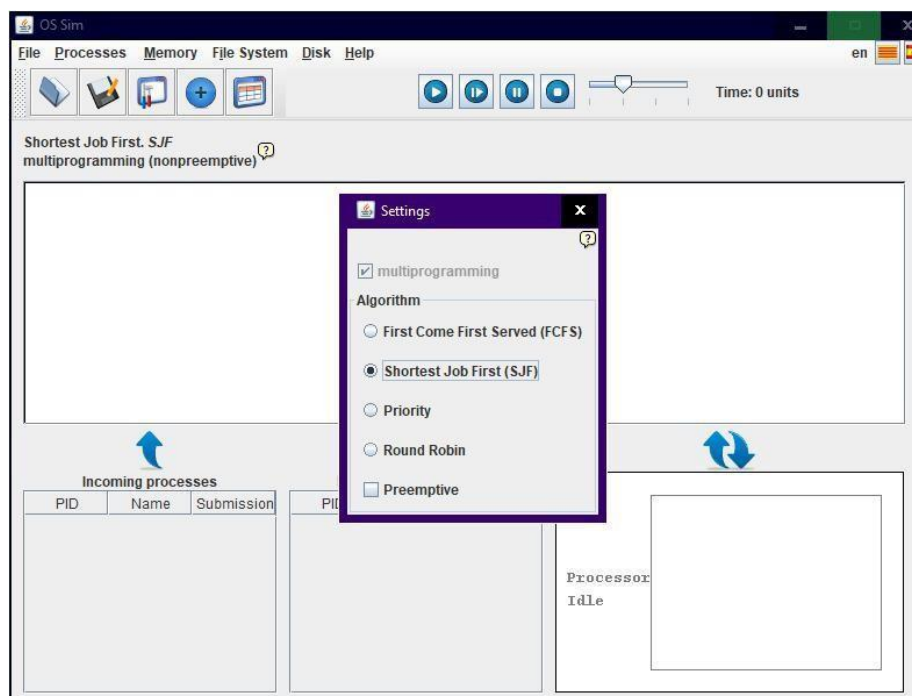 OS Sim
File Processes Memory File System Disk Help
en
Time: 0 units
Shortest Job First. SJF
multiprogramming (nonpreemptive)
Settings
multiprogramming
Algorithm
First Come First Served (FCFS)
Shortest Job First (SJF)
Priority
Round Robin
Preemptive
Incoming processes
PID Name Submission
Processor
Idle